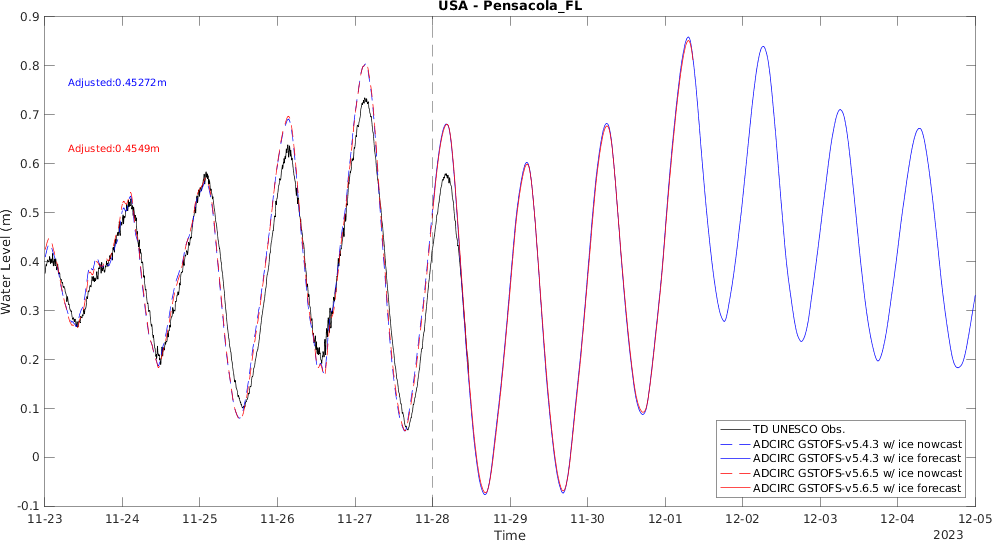 USA - Pensacola_FL
0.9
0.8
0.7
0.6
0.5
0.4
0.3
0.2
0.1
0
-0.1
Water Level (m)
Adjusted:0.45272m
Adjusted:0.4549m
TD UNESCO Obs.
ADCIRC GSTOFS-v5.4.3 w/ ice nowcast
ADCIRC GSTOFS-v5.4.3 w/ ice forecast
ADCIRC GSTOFS-v5.6.5 w/ ice nowcast
ADCIRC GSTOFS-v5.6.5 w/ ice forecast
11-23 11-24 11-25 11-26 11-27 11-28 11-29 11-30 12-01 12-02 12-03 12-04 12-05
Time
2023